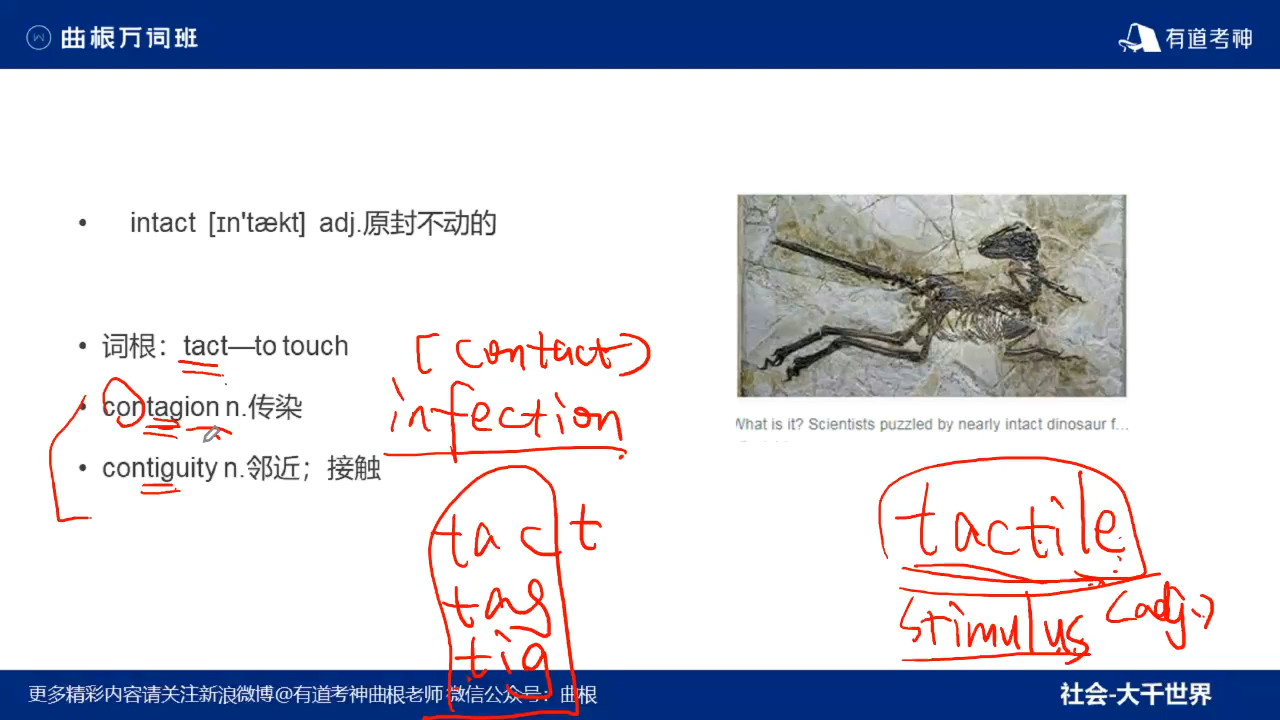 曲根万词班
有道考神
intact [ɪn'tækt] adj.原封不动的
词根：tact—to touch
contagion n.传染
contiguity n.邻近；接触
(contact)
infection
tact
tag
tig
What is it? Scientists puzzled by nearly intact dinosaur f...
tactile
stimulus (adj.)
更多精彩内容请关注新浪微博@有道考神曲根老师 微信公众号：曲根
社会-大千世界